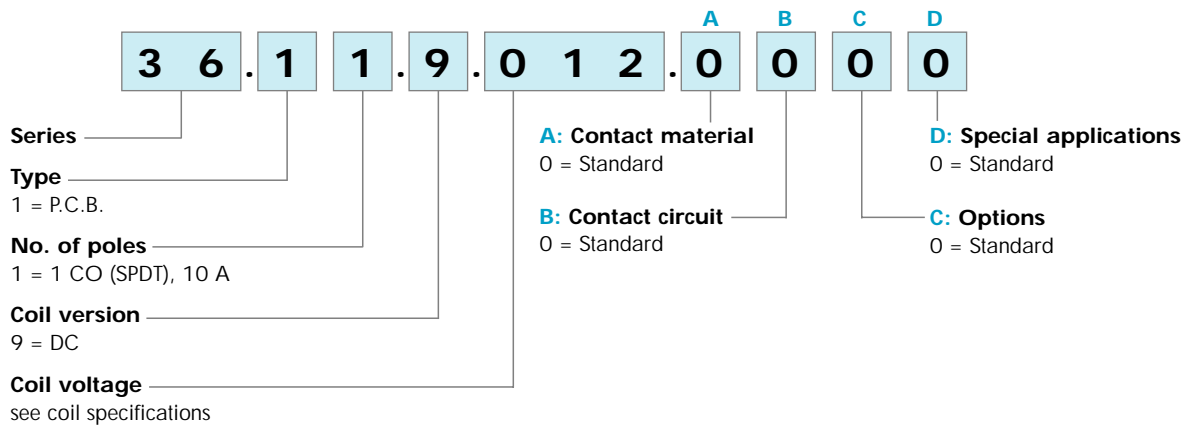 A B C D
3 6 . 1 1 . 9 . 0 1 2 . 0 0 0 0
Series
Type
1 = P.C.B.
No. of poles
1 = 1 CO (SPDT), 10 A
Coil version
9 = DC
Coil voltage
see coil specifications
A: Contact material
0 = Standard
B: Contact circuit
0 = Standard
D: Special applications
0 = Standard
C: Options
0 = Standard